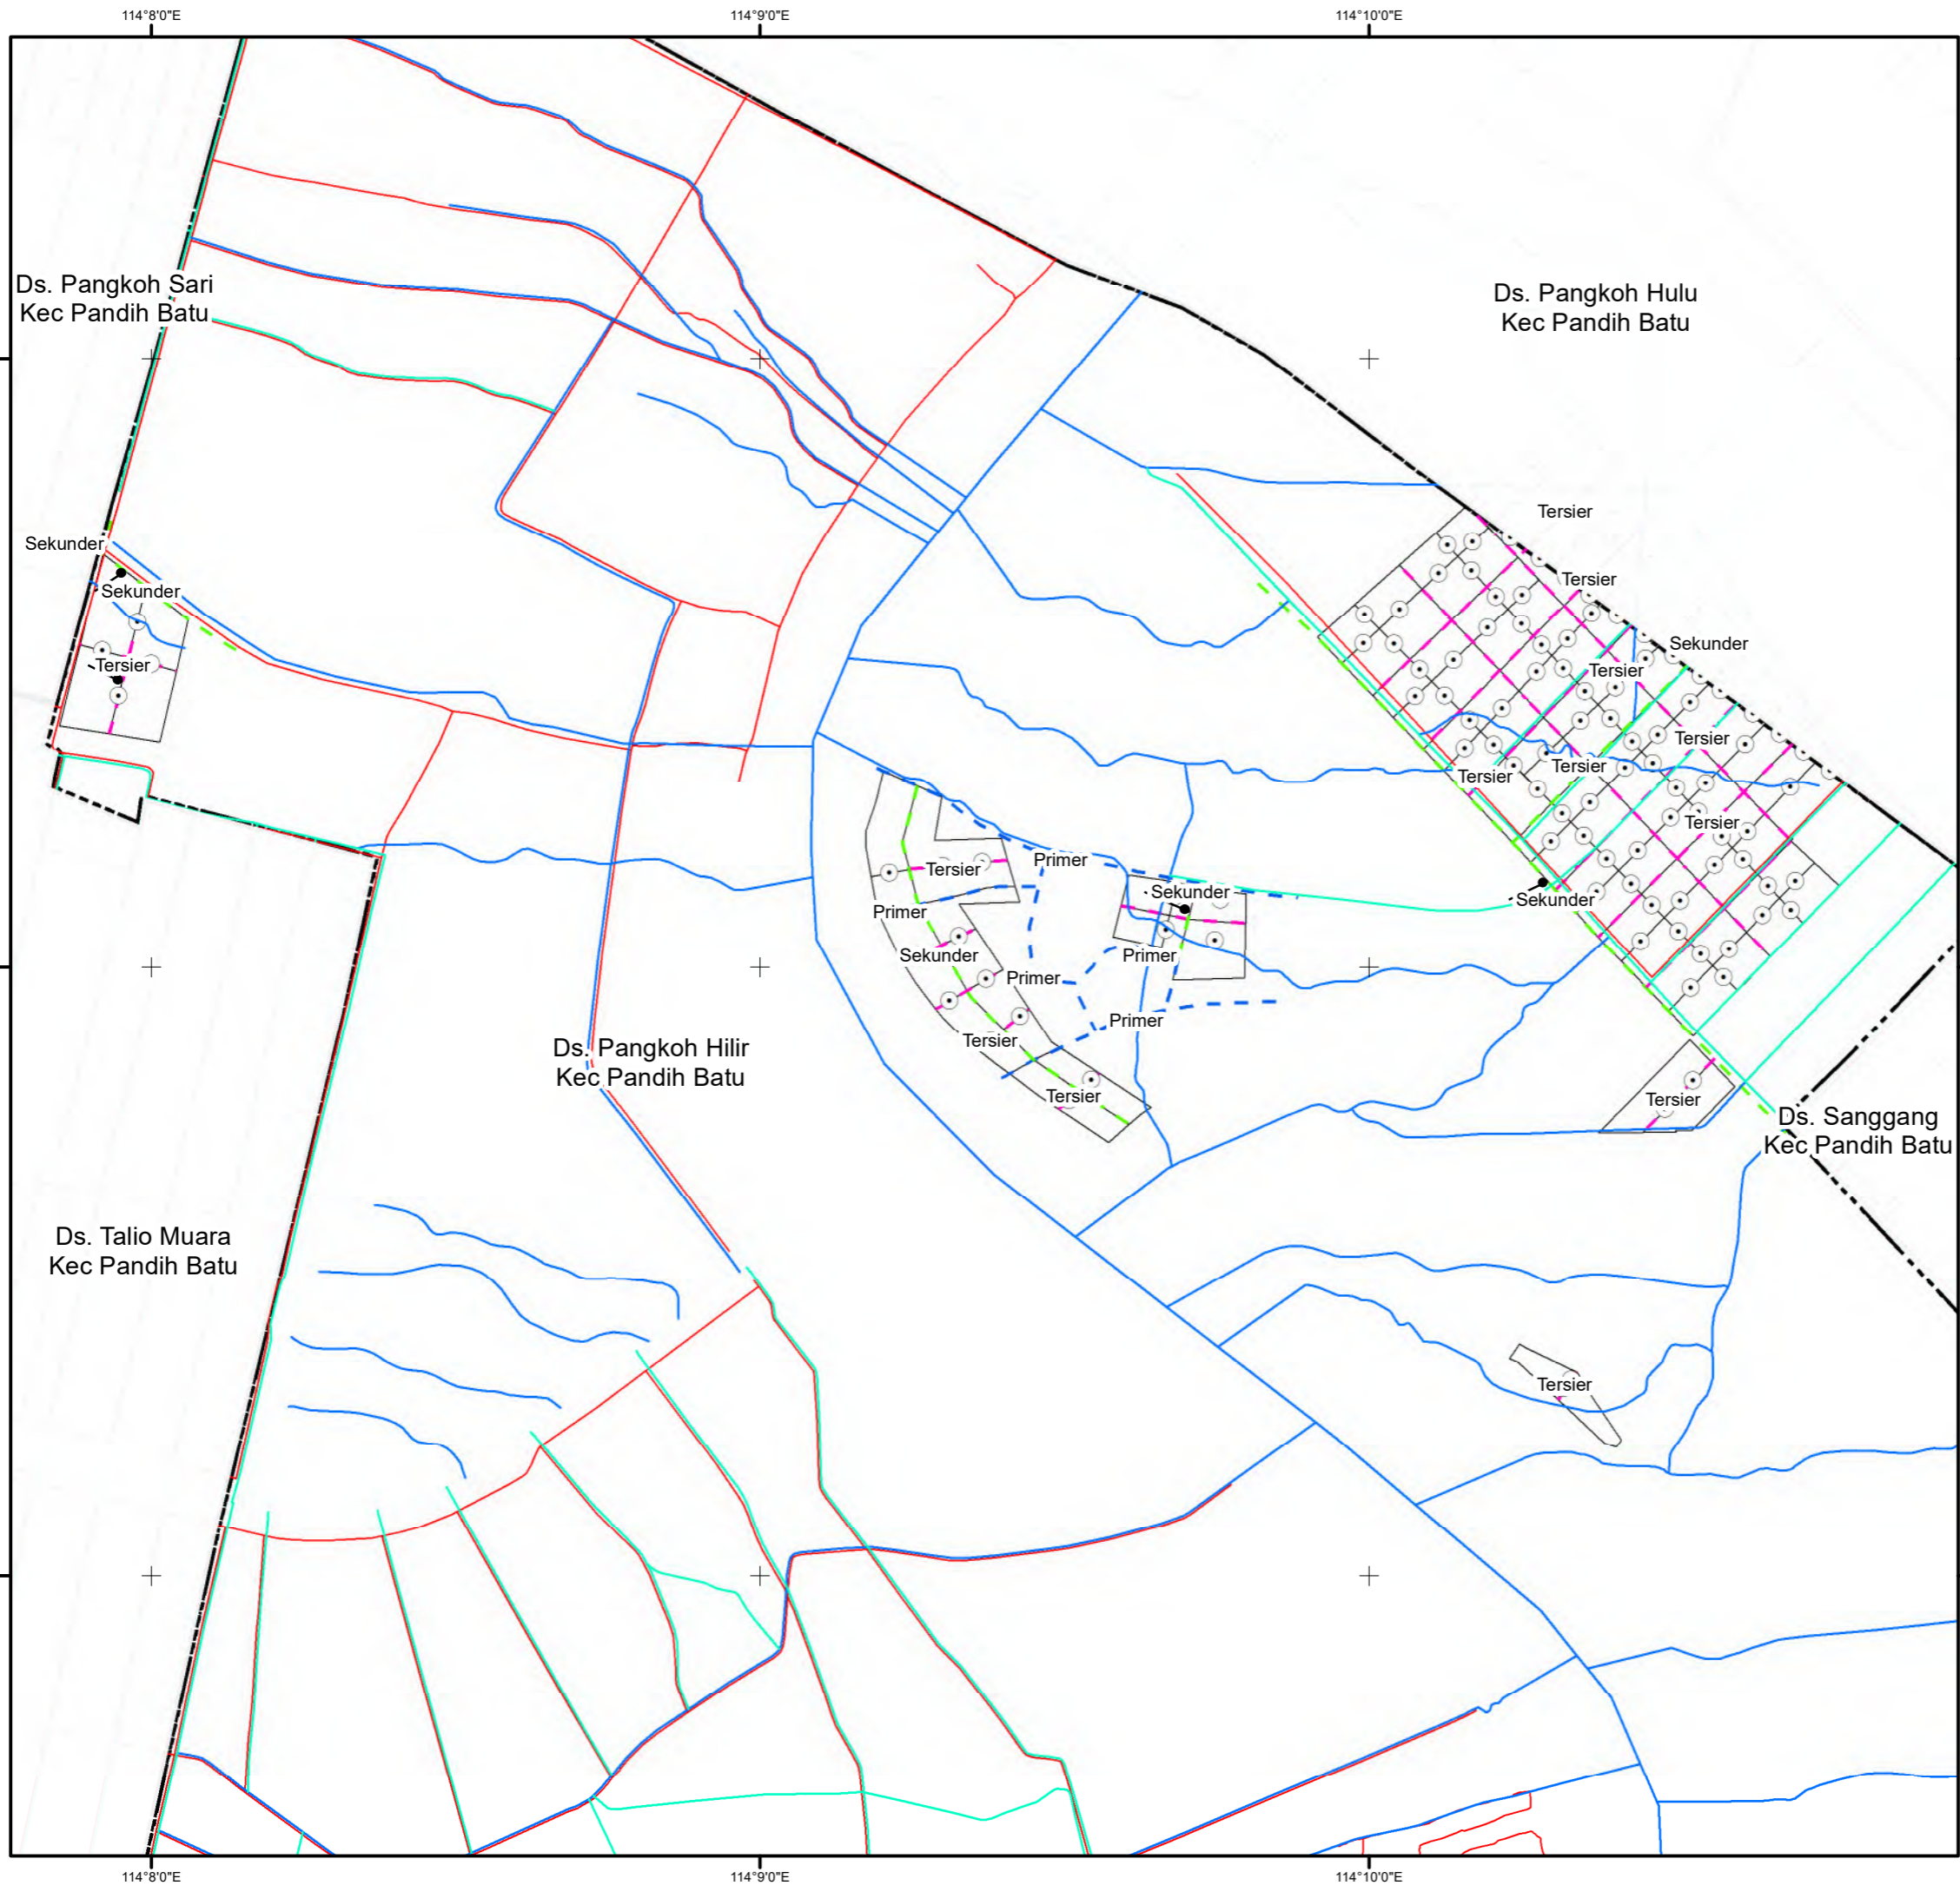 114°8'0"E
114°9'0"E
114°10'0"E
Ds. Pangkoh Sari
Kec Pandih Batu
Ds. Pangkoh Hulu
Kec Pandih Batu
Tersier
Sekunder
Tersier
Sekunder
Sekunder
Tersier
Tersier
Tersier
Tersier
Tersier
Tersier
Tersier
Primer
Tersier
Sekunder
Sekunder
Primer
Sekunder
Primer
Primer
Primer
Tersier
Ds. Pangkoh Hilir
Kec Pandih Batu
Tersier
Tersier
Ds. Sanggang
Kec Pandih Batu
Ds. Talio Muara
Kec Pandih Batu
Tersier
114°8'0"E
114°9'0"E
114°10'0"E